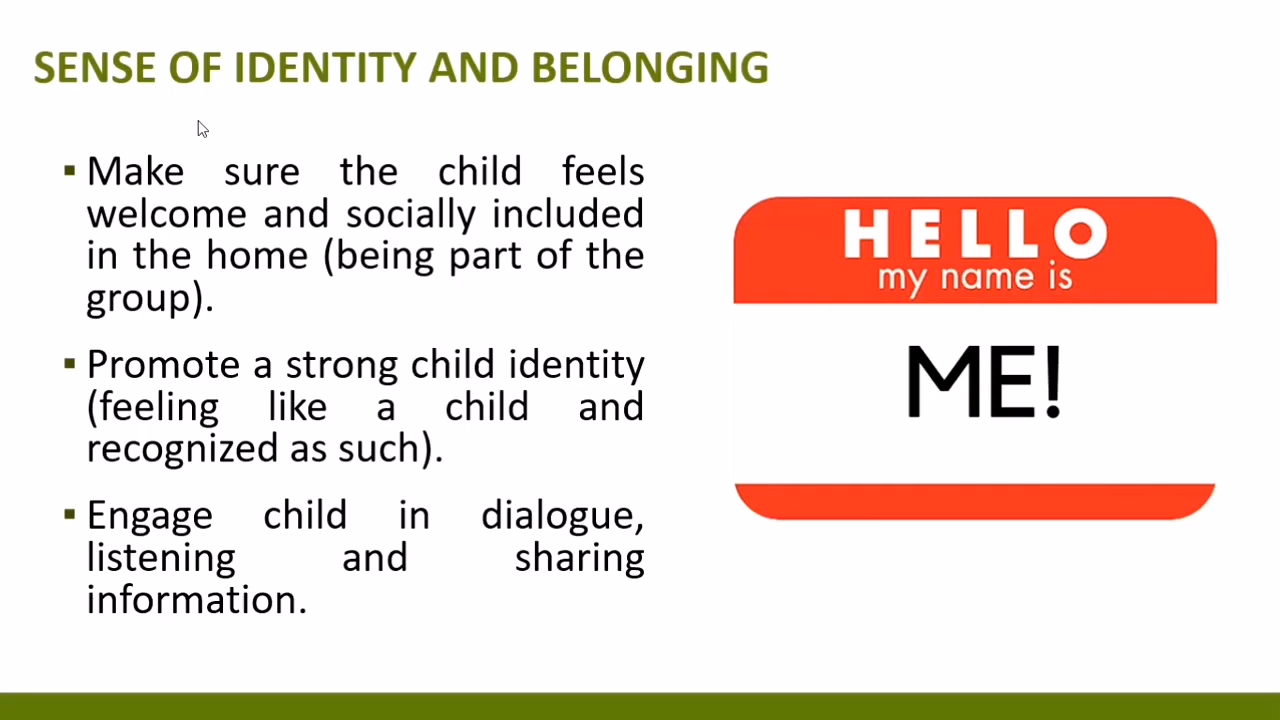 SENSE OF IDENTITY AND BELONGING
▪ Make sure the child feels
welcome and socially included
in the home (being part of the
group).
▪ Promote a strong child identity
(feeling like a child and
recognized as such).
▪ Engage child in dialogue,
listening and sharing
information.
HELLO
my name is
ME!